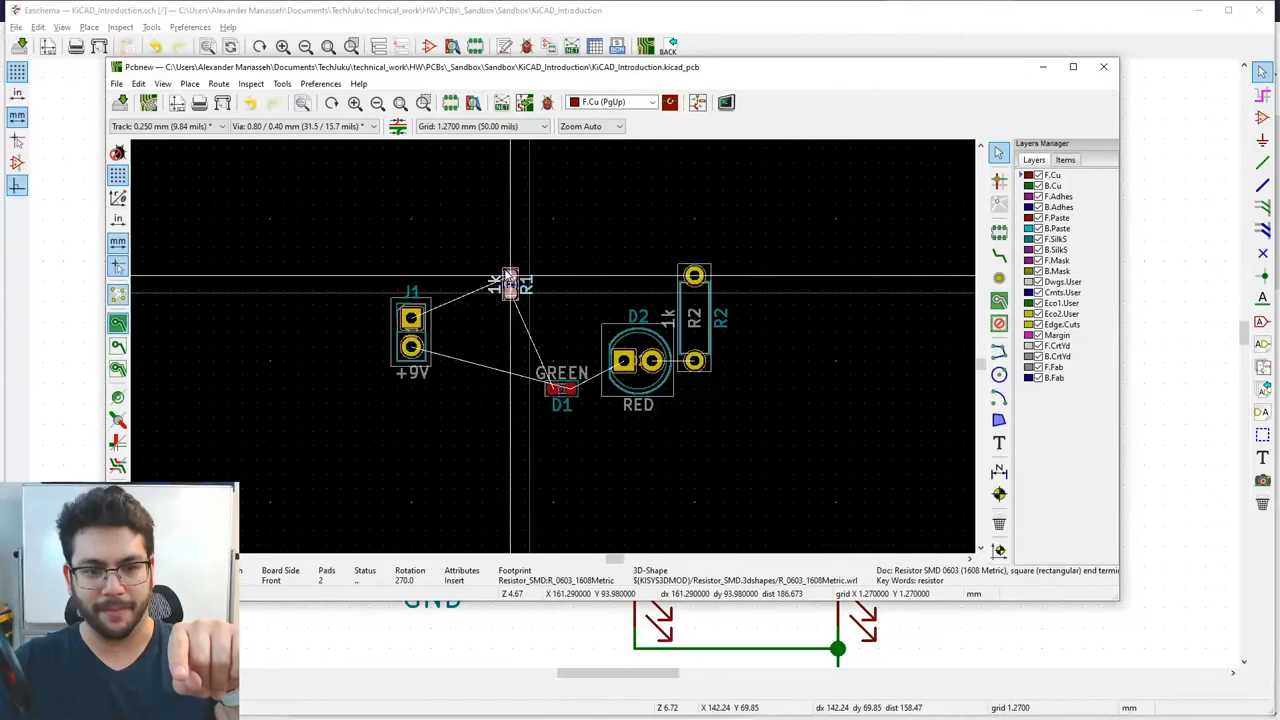 Eeschema — KiCAD_Introduction.sch [/] — C:\Users\Alexander Manasseh\Documents\TechJuku\technical_work\HW\PCBs\_Sandbox\Sandbox\KiCAD_Introduction
File Edit View Place Inspect Tools Preferences Help
BACK
Pcbnew — C:\Users\Alexander Manasseh\Documents\TechJuku\technical_work\HW\PCBs\_Sandbox\Sandbox\KiCAD_Introduction\KiCAD_Introduction.kicad_pcb
File Edit View Place Route Inspect Tools Preferences Help
F.Cu (PgUp)
Track: 0.250 mm (9.84 mils) * Via: 0.80 / 0.40 mm (31.5 / 15.7 mils) * Grid: 1.2700 mm (50.00 mils) Zoom Auto
Layers Manager
Layers Items
F.Cu
B.Cu
F.Adhes
B.Adhes
F.Paste
B.Paste
F.SilkS
B.SilkS
F.Mask
B.Mask
Dwgs.User
Cmts.User
Eco1.User
Eco2.User
Edge.Cuts
Margin
F.CrtYd
B.CrtYd
F.Fab
B.Fab
in
mm
in
mm
J1
+9V
1k
R1
GREEN
D1
D2
RED
1k
R2
R2
Board Side Pads Status Rotation Attributes Footprint 3D-Shape Doc: Resistor SMD 0603 (1608 Metric), square (rectangular) end termi
Front 2 .. 270.0 Insert Resistor_SMD:R_0603_1608Metric ${KISYS3DMOD}/Resistor_SMD.3dshapes/R_0603_1608Metric.wrl Key Words: resistor
Z 4.67 X 161.290000 Y 93.980000 dx 161.290000 dy 93.980000 dist 186.673 grid X 1.270000 Y 1.270000 mm
GND
Z 6.72 X 142.24 Y 69.85 dx 142.24 dy 69.85 dist 158.47 grid 1.2700 mm